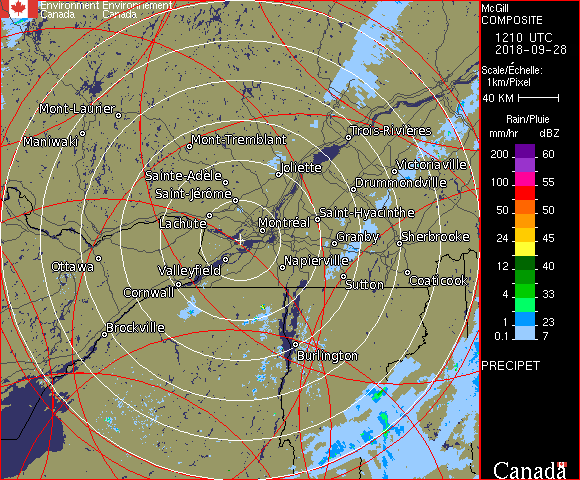 Environment Environnement
Canada Canada
McGill
COMPOSITE
1210 UTC
2018-09-28
Scale/Échelle:
1km/Pixel
40 KM
Rain/Pluie
mm/hr dBZ
200 60
100 55
50 50
24 45
12 40
4 33
1 23
0.1 7
PRECIPET
Canada
Mont-Laurier
Maniwaki
Mont-Tremblant
Trois-Rivières
Joliette
Victoriaville
Sainte-Adèle
Drummondville
Saint-Jérôme
Saint-Hyacinthe
Lachute
Montréal
Granby
Sherbrooke
Ottawa
Valleyfield
Napierville
Cornwall
Sutton
Coaticook
Brockville
Burlington